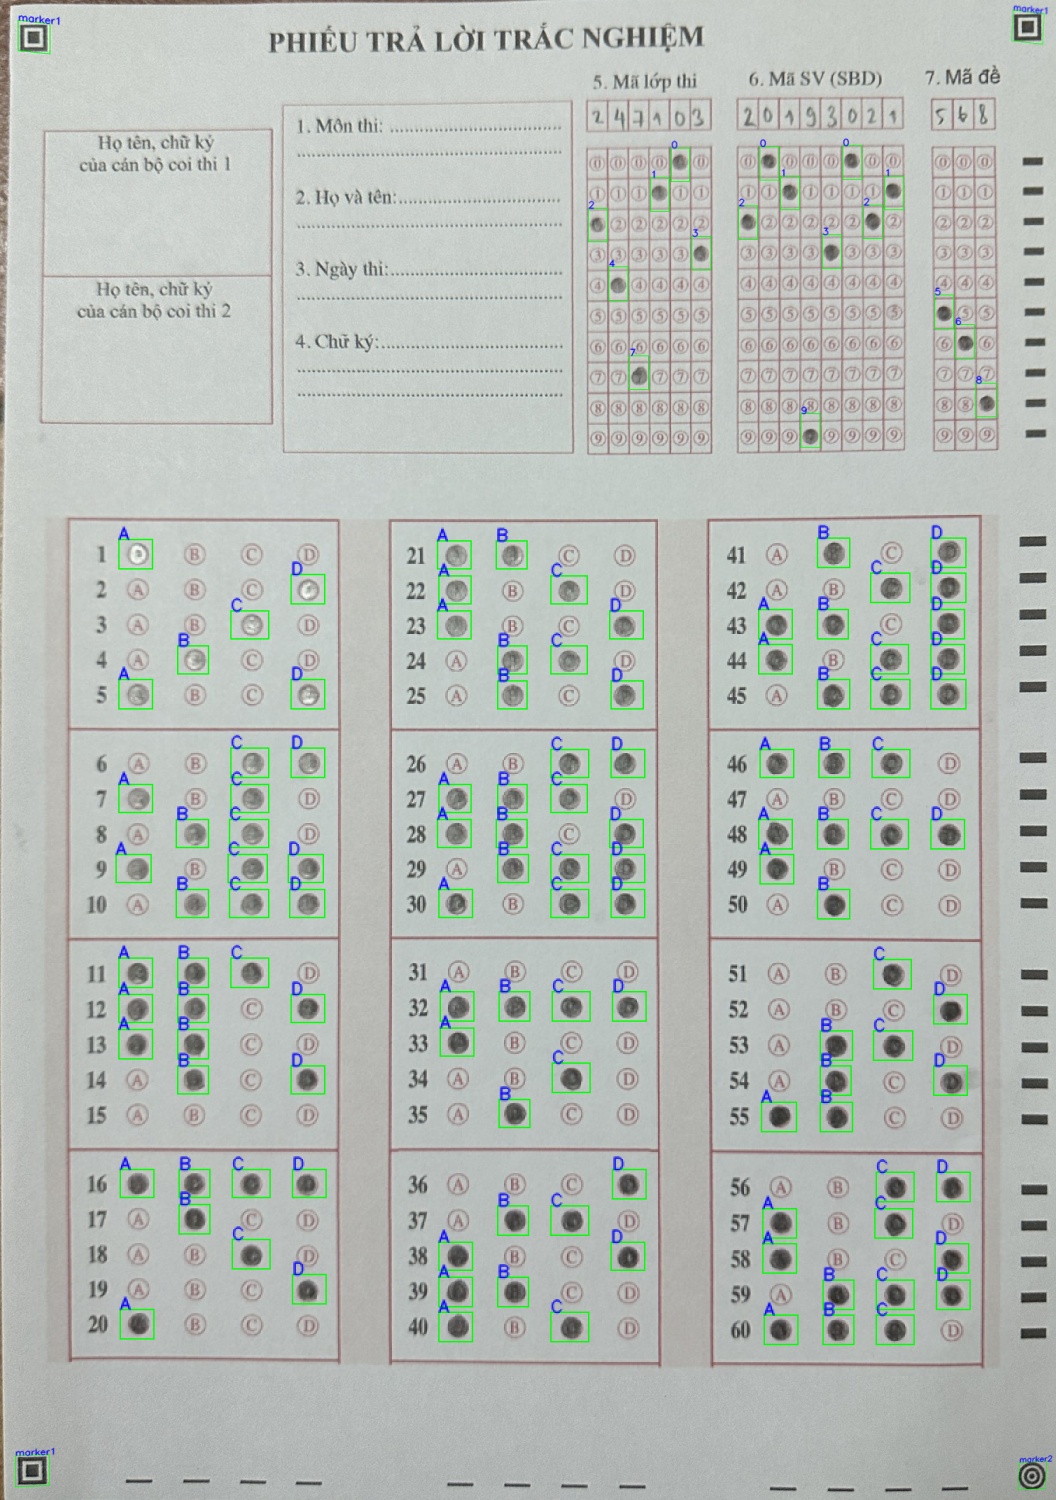 marker1
marker1
PHIẾU TRẢ LỜI TRẮC NGHIỆM
5. Mã lớp thi
6. Mã SV (SBD)
7. Mã đề
2 4 7 1 0 3
2 0 1 9 3 0 2 1
5 6 8
Họ tên, chữ ký
của cán bộ coi thi 1
Họ tên, chữ ký
của cán bộ coi thi 2
1. Môn thi: ........................................
2. Họ và tên:........................................
3. Ngày thi:........................................
4. Chữ ký:........................................
1 A B C D
2 A B C D
3 A B C D
4 A B C D
5 A B C D
6 A B C D
7 A B C D
8 A B C D
9 A B C D
10 A B C D
11 A B C D
12 A B C D
13 A B C D
14 A B C D
15 A B C D
16 A B C D
17 A B C D
18 A B C D
19 A B C D
20 A B C D
21 A B C D
22 A B C D
23 A B C D
24 A B C D
25 A B C D
26 A B C D
27 A B C D
28 A B C D
29 A B C D
30 A B C D
31 A B C D
32 A B C D
33 A B C D
34 A B C D
35 A B C D
36 A B C D
37 A B C D
38 A B C D
39 A B C D
40 A B C D
41 A B C D
42 A B C D
43 A B C D
44 A B C D
45 A B C D
46 A B C D
47 A B C D
48 A B C D
49 A B C D
50 A B C D
51 A B C D
52 A B C D
53 A B C D
54 A B C D
55 A B C D
56 A B C D
57 A B C D
58 A B C D
59 A B C D
60 A B C D
marker1
marker2